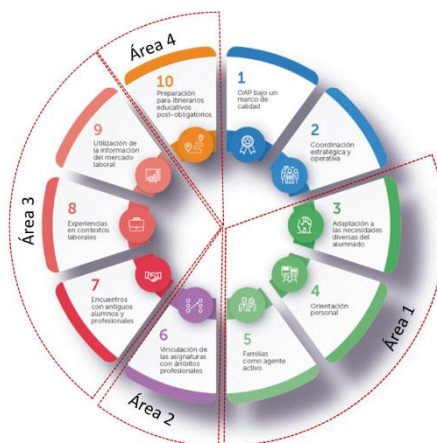 Área 4
10
Preparación
para itinerarios
educativos
post-obligatorios
1
OAP bajo un
marco de
calidad
2
Coordinación
estratégica y
operativa
3
Adaptación a
las necesidades
diversas del
alumnado
4
Orientación
personal
Área 1
5
Familias
como agente
activo
6
Vinculación de
las asignaturas
con ámbitos
profesionales
Área 2
7
Encuentros
con antiguos
alumnos y
profesionales
8
Experiencias
en contextos
laborales
Área 3
9
Utilización de
la información
del mercado
laboral